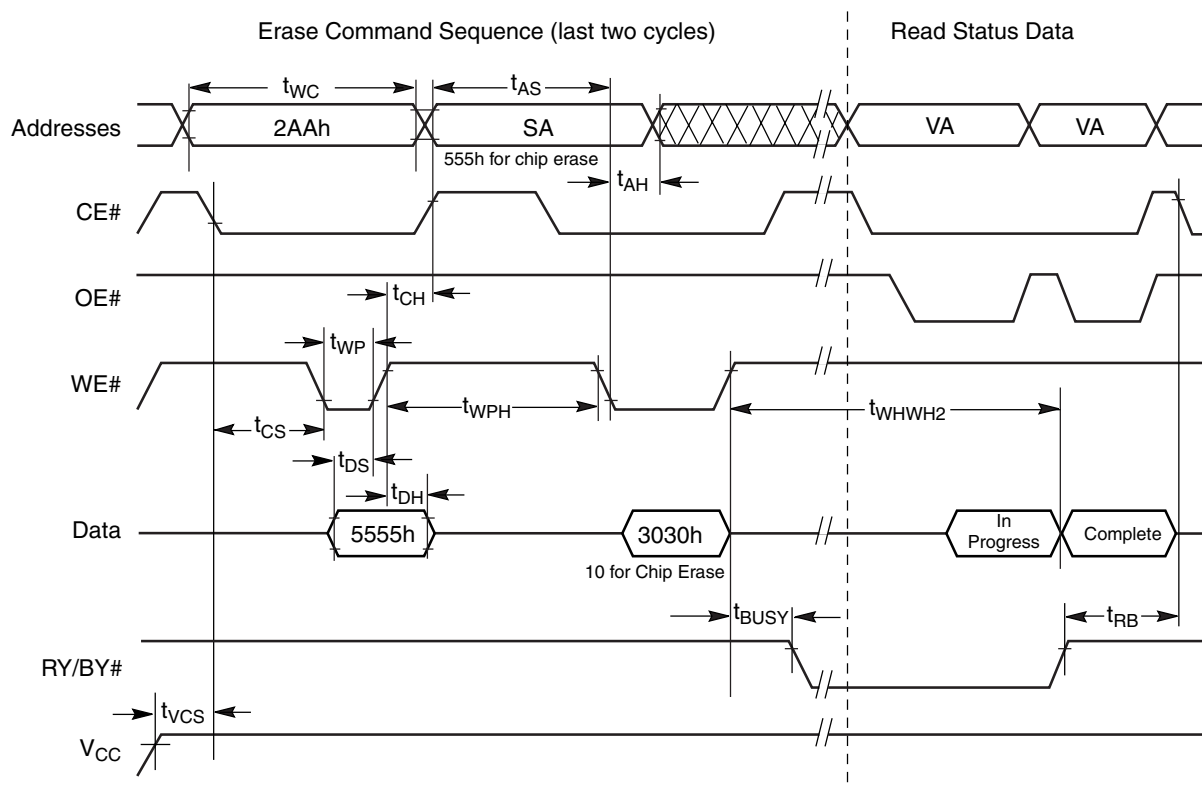 Erase Command Sequence (last two cycles)
Read Status Data
tWC
tAS
Addresses
2AAh
SA
VA
VA
555h for chip erase
tAH
CE#
OE#
tCH
tWP
WE#
tWPH
tWHWH2
tCS
tDS
tDH
Data
5555h
3030h
In
Progress
Complete
10 for Chip Erase
tBUSY
tRB
RY/BY#
tVCS
VCC